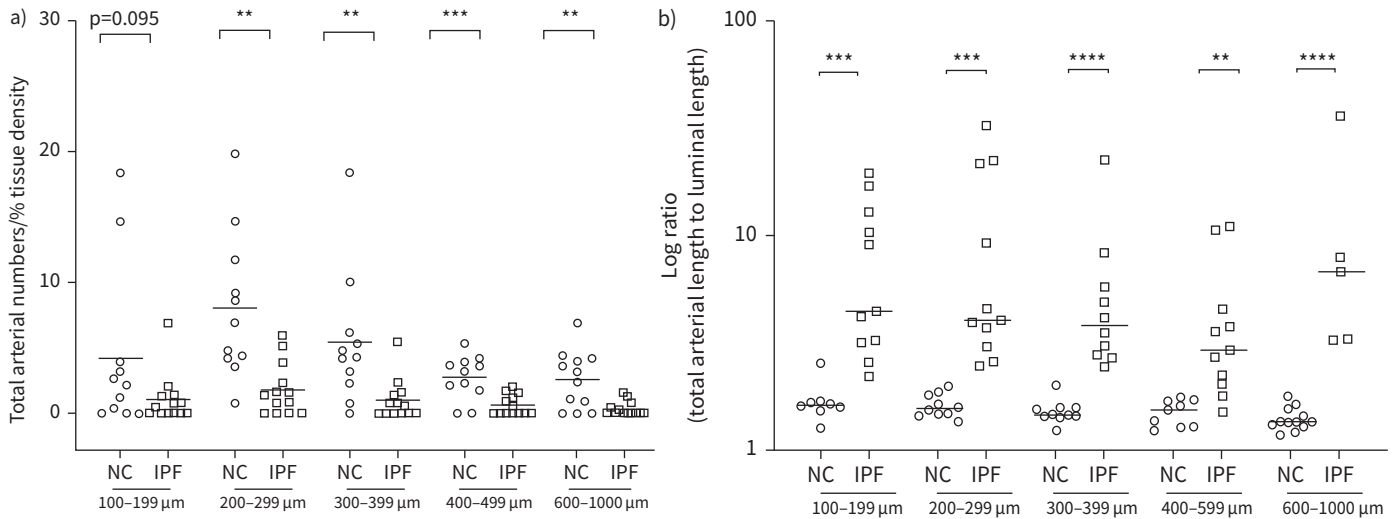 a)
p=0.095
**
**
***
**
30
20
10
0
Total arterial numbers/% tissue density
NC IPF NC IPF NC IPF NC IPF NC IPF
100–199 µm 200–299 µm 300–399 µm 400–499 µm 600–1000 µm
b)
***
***
****
**
****
100
10
1
Log ratio
(total arterial length to luminal length)
NC IPF NC IPF NC IPF NC IPF NC IPF
100–199 µm 200–299 µm 300–399 µm 400–599 µm 600–1000 µm